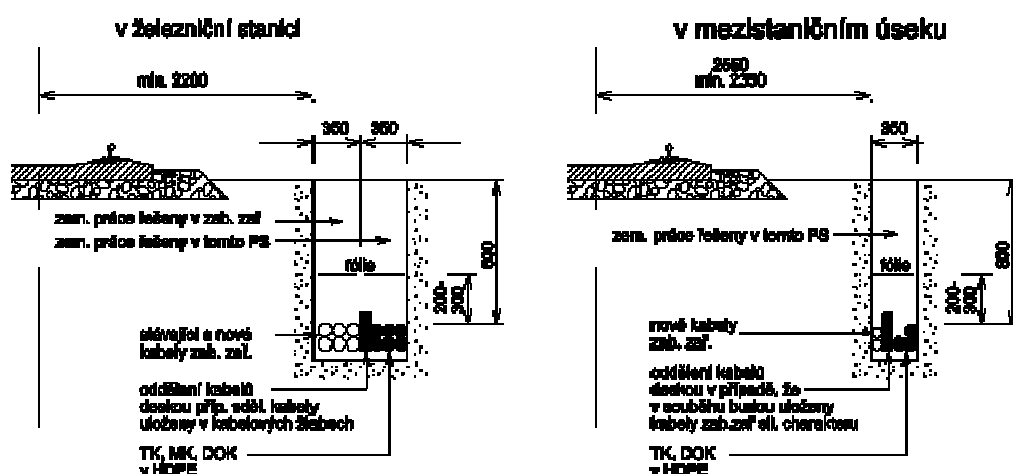 v železniční stanici
min. 2200
350 350
zem. práce řešeny v zab. zař
zem. práce řešeny v tomto PS
fólie
200-
300
stávající a nové
kabely zab. zař.
oddělení kabelů
deskou příp. sděl. kabely
uloženy v kabelových žlabech
TK, MK, DOK
v HDPE
v mezistaničním úseku
2550
min. 2350
350
zem. práce řešeny v tomto PS
fólie
200-
300
nové kabely
zab. zař.
oddělení kabelů
deskou v případě, že
v souběhu budou uloženy
kabely zab.zař sil. charakteru
TK, DOK
v HDPE